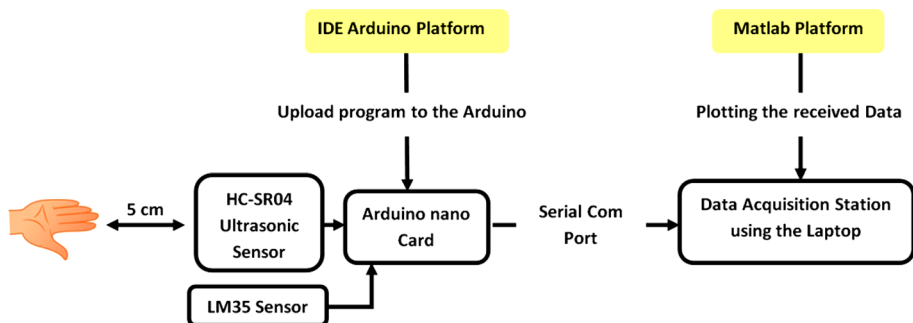 IDE Arduino Platform
Matlab Platform
Upload program to the Arduino
Plotting the received Data
5 cm
HC-SR04
Ultrasonic
Sensor
Arduino nano
Card
Serial Com
Port
Data Acquisition Station
using the Laptop
LM35 Sensor